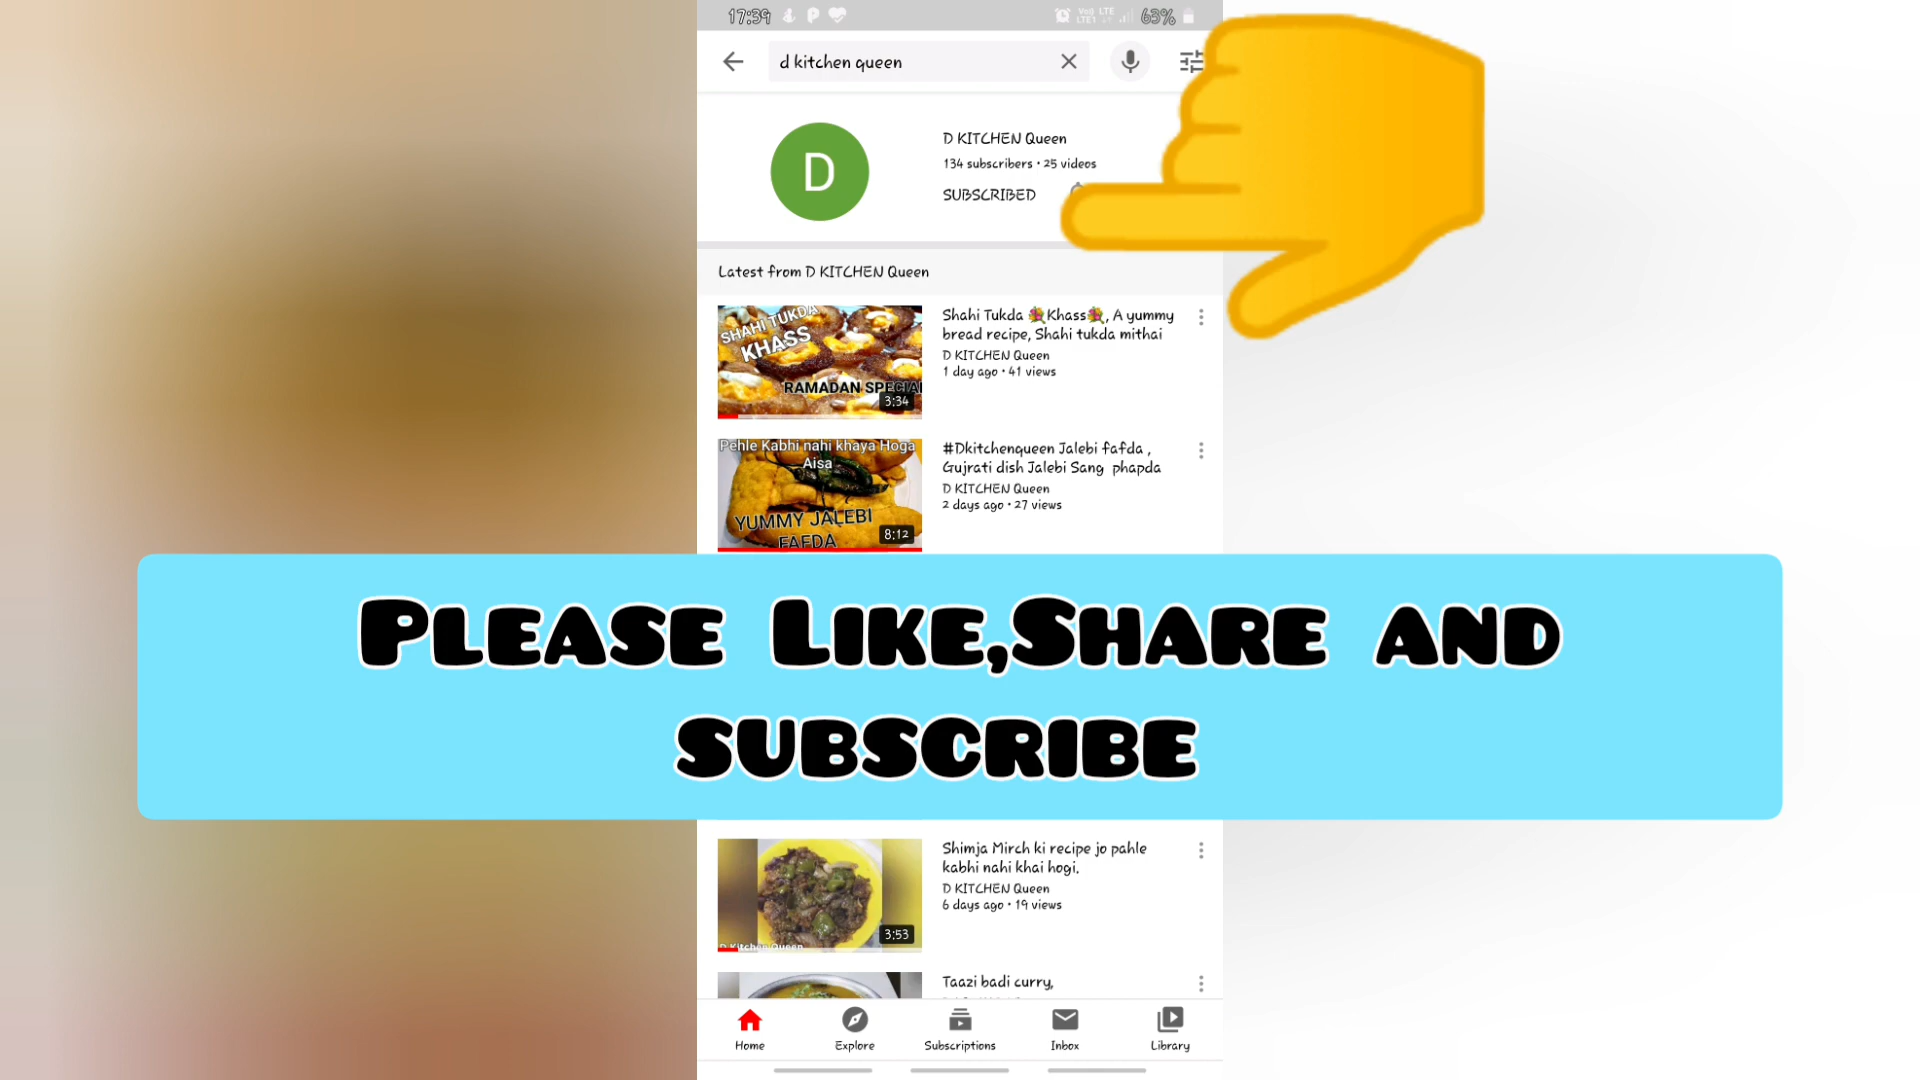 17:39
63%
d kitchen queen
D
D KITCHEN Queen
134 subscribers • 25 videos
SUBSCRIBED
Latest from D KITCHEN Queen
SHAHI TUKDA
KHASS
RAMADAN SPECIAL
3:34
Shahi Tukda 💐Khass💐, A yummy
bread recipe, Shahi tukda mithai
D KITCHEN Queen
1 day ago • 41 views
Pehle Kabhi nahi khaya Hoga
Aisa
YUMMY JALEBI
FAFDA
8:12
#Dkitchenqueen Jalebi fafda ,
Gujrati dish Jalebi Sang phapda
D KITCHEN Queen
2 days ago • 27 views
PLEASE LIKE,SHARE AND
SUBSCRIBE
D Kitchen Queen
3:53
Shimja Mirch ki recipe jo pahle
kabhi nahi khai hogi.
D KITCHEN Queen
6 days ago • 19 views
Taazi badi curry,
Home
Explore
Subscriptions
Inbox
Library